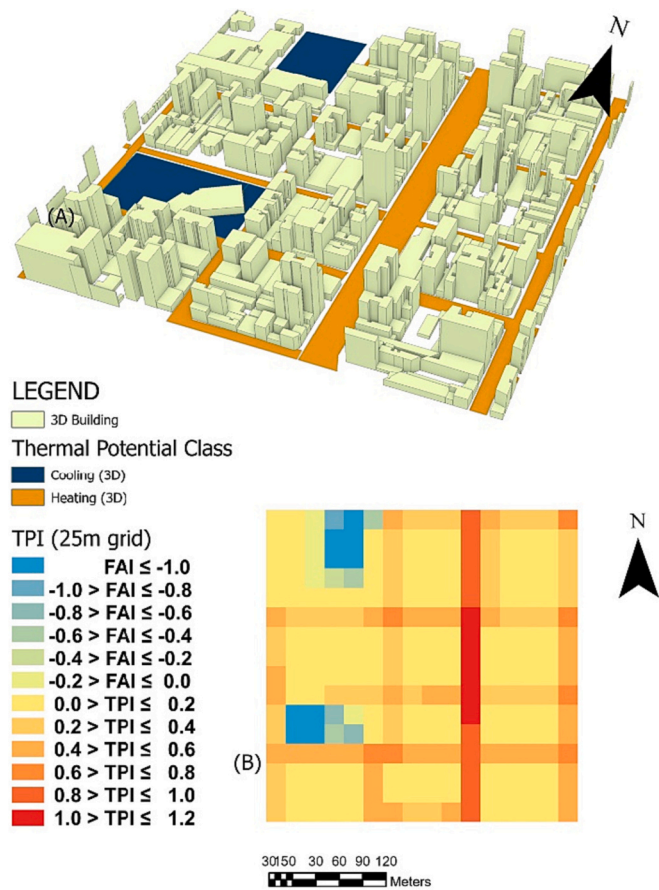 N
(A)
LEGEND
3D Building
Thermal Potential Class
Cooling (3D)
Heating (3D)
TPI (25m grid)
FAI ≤ -1.0
-1.0 > FAI ≤ -0.8
-0.8 > FAI ≤ -0.6
-0.6 > FAI ≤ -0.4
-0.4 > FAI ≤ -0.2
-0.2 > FAI ≤ 0.0
0.0 > TPI ≤ 0.2
0.2 > TPI ≤ 0.4
0.4 > TPI ≤ 0.6
0.6 > TPI ≤ 0.8
0.8 > TPI ≤ 1.0
1.0 > TPI ≤ 1.2
N
(B)
30150 30 60 90 120
Meters